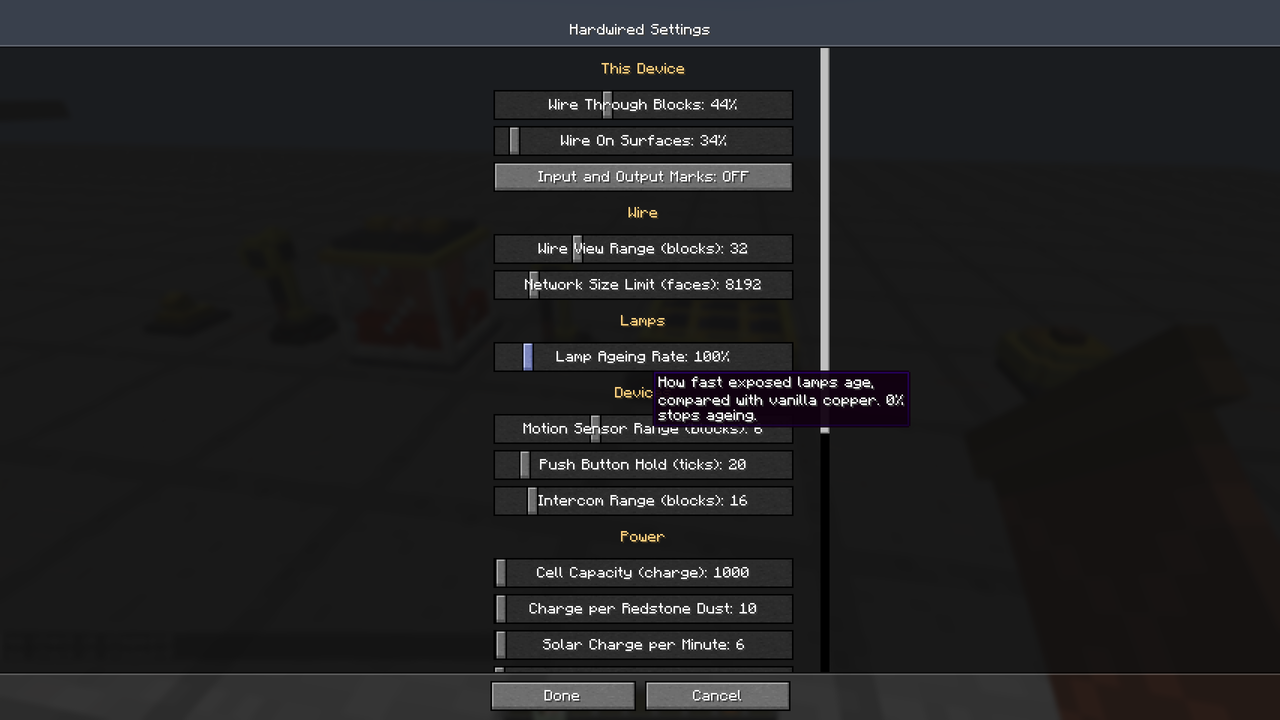 Hardwired Settings
This Device
Wire Through Blocks: 44%
Wire On Surfaces: 34%
Input and Output Marks: OFF
Wire
Wire View Range (blocks): 32
Network Size Limit (faces): 8192
Lamps
Lamp Ageing Rate: 100%
How fast exposed lamps age,
compared with vanilla copper. 0%
stops ageing.
Devic
Motion Sensor Range (blocks): 6
Push Button Hold (ticks): 20
Intercom Range (blocks): 16
Power
Cell Capacity (charge): 1000
Charge per Redstone Dust: 10
Solar Charge per Minute: 6
Done
Cancel